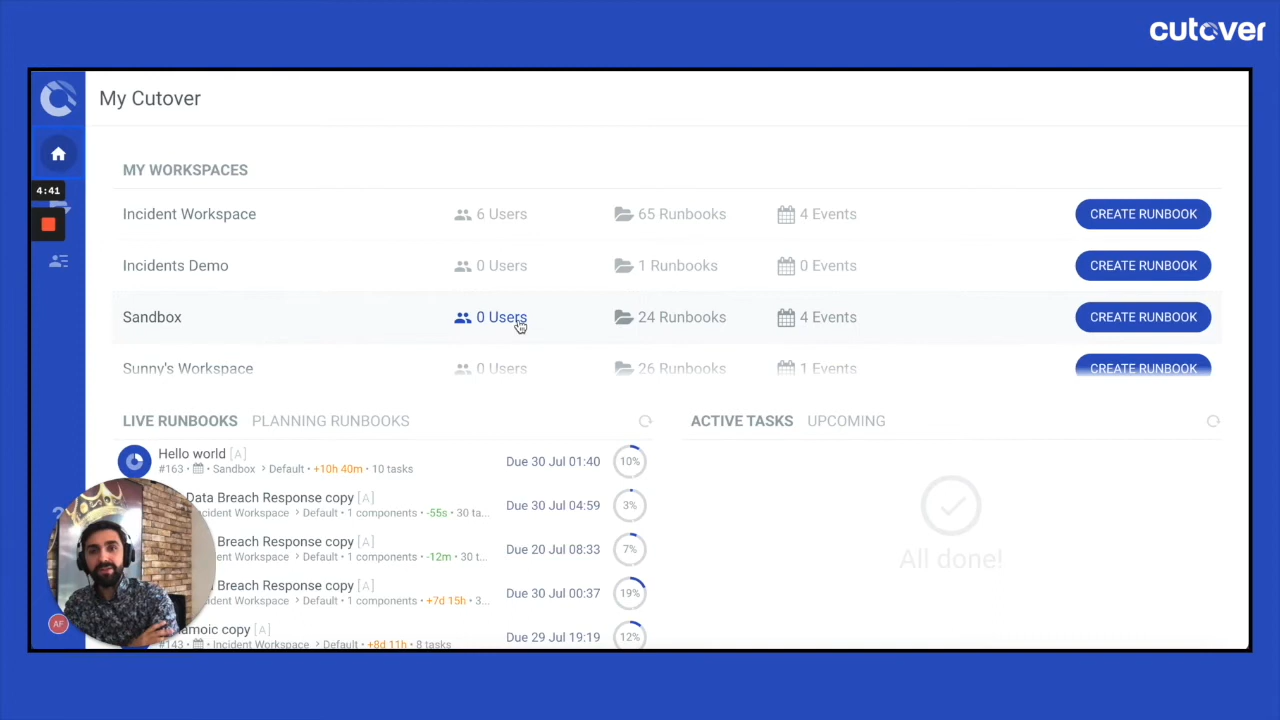 cutover
My Cutover
MY WORKSPACES
4:41
Incident Workspace 6 Users 65 Runbooks 4 Events CREATE RUNBOOK
Incidents Demo 0 Users 1 Runbooks 0 Events CREATE RUNBOOK
Sandbox 0 Users 24 Runbooks 4 Events CREATE RUNBOOK
Sunny's Workspace 0 Users 26 Runbooks 1 Events CREATE RUNBOOK
LIVE RUNBOOKS PLANNING RUNBOOKS ACTIVE TASKS UPCOMING
Hello world [A] Due 30 Jul 01:40 10%
#163 • Sandbox > Default • +10h 40m • 10 tasks
Data Breach Response copy [A] Due 30 Jul 04:59 3%
ncident Workspace > Default • 1 components • -55s • 30 ta...
Breach Response copy [A] Due 20 Jul 08:33 7%
ncident Workspace > Default • 1 components • -12m • 30 t...
Breach Response copy [A] Due 30 Jul 00:37 19%
cident Workspace > Default • 1 components • +7d 15h • 3...
amoic copy [A] Due 29 Jul 19:19 12%
#143 • Incident Workspace > Default • +8d 11h • 8 tasks
All done!
AF